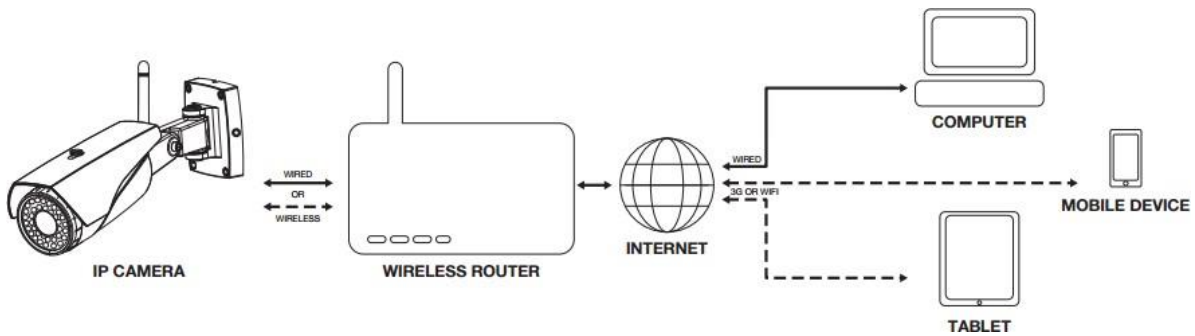 WIRED
OR
WIRELESS
IP CAMERA
WIRELESS ROUTER
INTERNET
WIRED
3G OR WIFI
COMPUTER
MOBILE DEVICE
TABLET